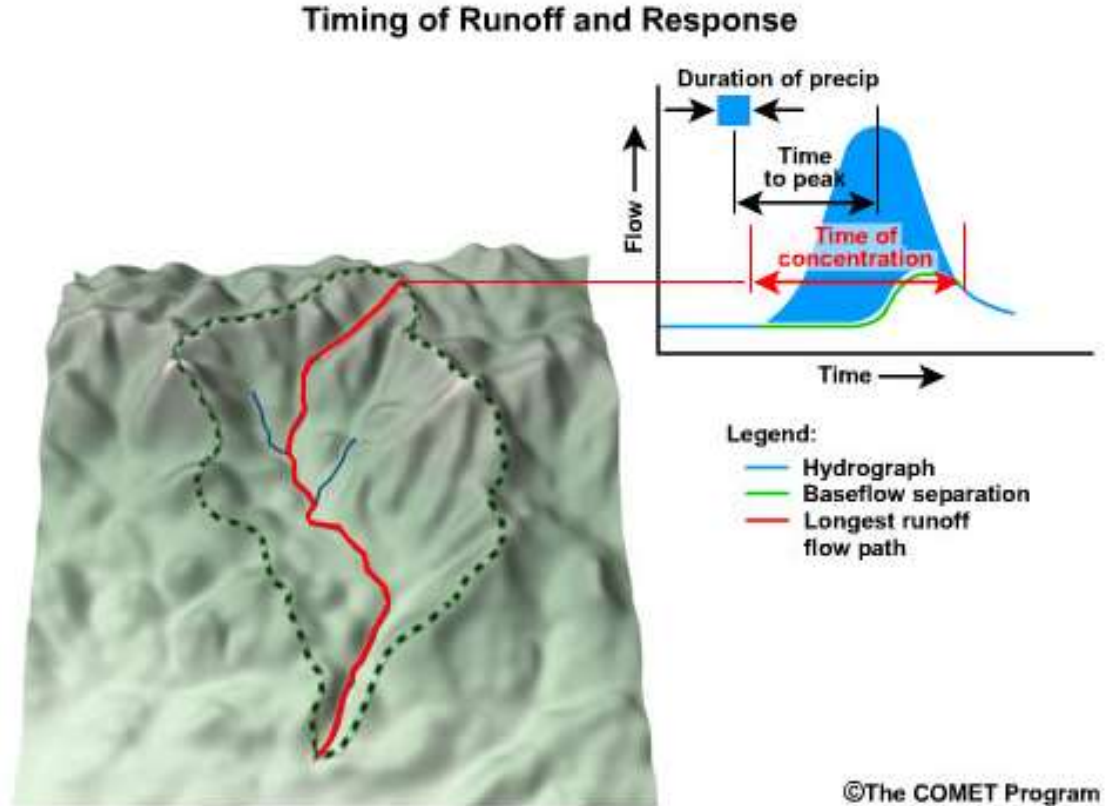 Timing of Runoff and Response
Duration of precip
Time
to peak
Flow
Time of
concentration
Time
Legend:
Hydrograph
Baseflow separation
Longest runoff
flow path
©The COMET Program